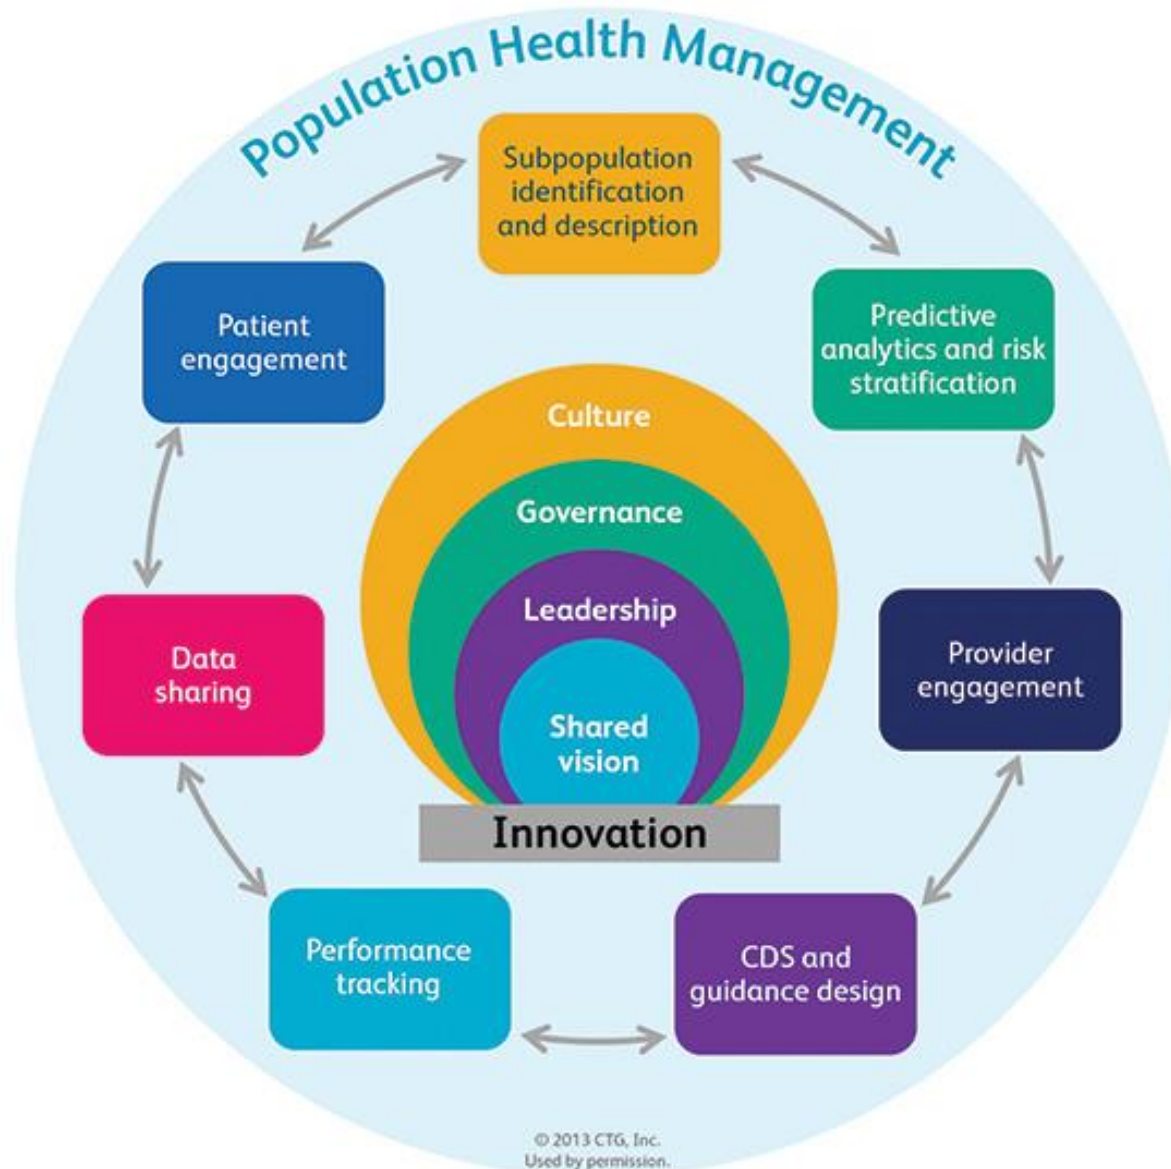 Population Health Management
Subpopulation
identification
and description
Predictive
analytics and risk
stratification
Provider
engagement
CDS and
guidance design
Performance
tracking
Data
sharing
Patient
engagement
Culture
Governance
Leadership
Shared
vision
Innovation
© 2013 CTG, Inc.
Used by permission.